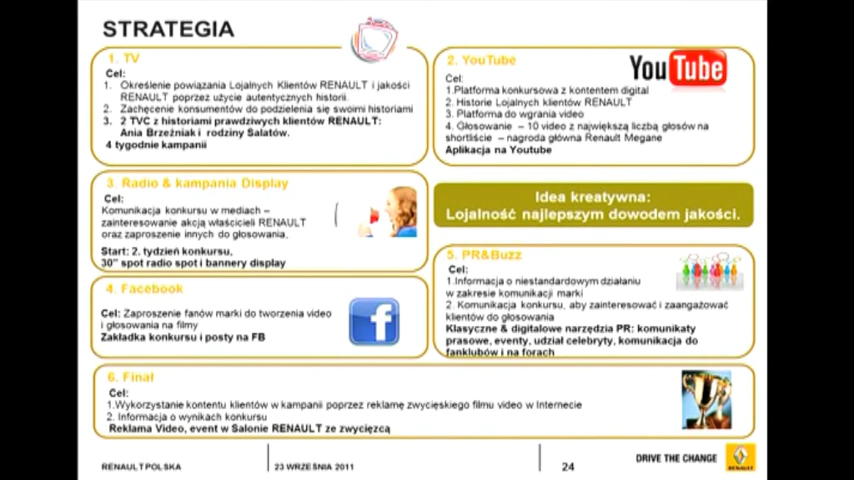 STRATEGIA
1. TV
Cel:
1. Określenie powiązania Lojalnych Klientów RENAULT i jakości
RENAULT poprzez użycie autentycznych historii.
2. Zachęcenie konsumentów do podzielenia się swoimi historiami
3. 2 TVC z historiami prawdziwych klientów RENAULT:
Ania Brzeźniak i rodziny Sałatów.
4 tygodnie kampanii
2. YouTube
You Tube
Cel:
1.Platforma konkursowa z kontentem digital
2. Historie Lojalnych klientów RENAULT
3. Platforma do wgrania video
4. Głosowanie – 10 video z największą liczbą głosów na
shortliście – nagroda główna Renault Megane
Aplikacja na Youtube
3. Radio & kampania Display
Cel:
Komunikacja konkursu w mediach –
zainteresowanie akcją właścicieli RENAULT
oraz zaproszenie innych do głosowania.
Start: 2. tydzień konkursu,
30" spot radio spot i bannery display
Idea kreatywna:
Lojalność najlepszym dowodem jakości.
4. Facebook
Cel: Zaproszenie fanów marki do tworzenia video
i głosowania na filmy
Zakładka konkursu i posty na FB
f
5. PR&Buzz
Cel:
1.Informacja o niestandardowym działaniu
w zakresie komunikacji marki
2. Komunikacja konkursu, aby zainteresować i zaangażować
klientów do głosowania
Klasyczne & digitalowe narzędzia PR: komunikaty
prasowe, eventy, udział celebryty, komunikacja do
fanklubów i na forach
6. Finał
Cel:
1.Wykorzystanie kontentu klientów w kampanii poprzez reklamę zwycięskiego filmu video w Internecie
2. Informacja o wynikach konkursu
Reklama Video, event w Salonie RENAULT ze zwycięzcą
RENAULT POLSKA
23 WRZEŚNIA 2011
24
DRIVE THE CHANGE
RENAULT